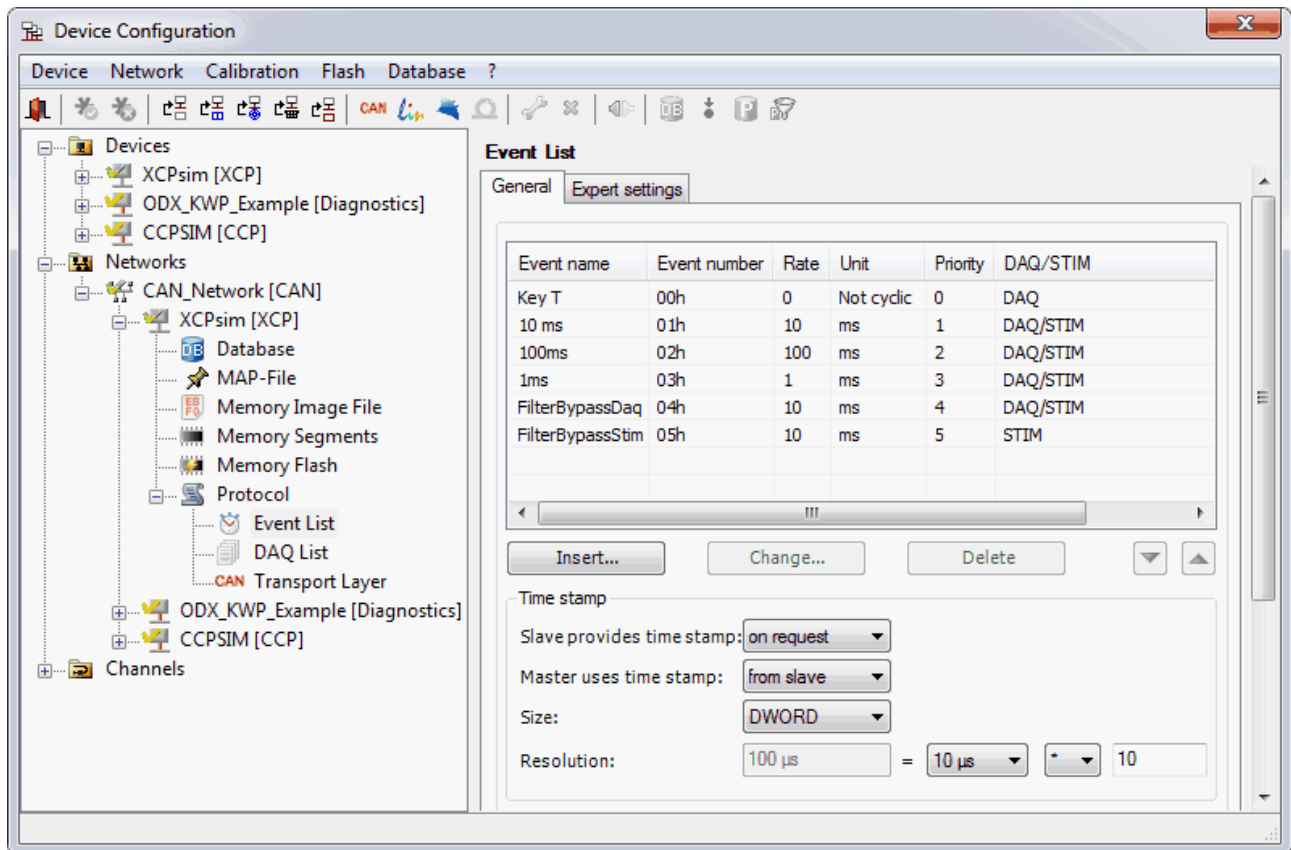 Device Configuration
Device Network Calibration Flash Database ?
CAN Lin DB P
Devices
XCPsim [XCP]
ODX_KWP_Example [Diagnostics]
CCPSIM [CCP]
Networks
CAN_Network [CAN]
XCPsim [XCP]
DB Database
MAP-File
Memory Image File
Memory Segments
Memory Flash
Protocol
Event List
DAQ List
CAN Transport Layer
ODX_KWP_Example [Diagnostics]
CCPSIM [CCP]
Channels
Event List
General Expert settings
Event name Event number Rate Unit Priority DAQ/STIM
Key T 00h 0 Not cyclic 0 DAQ
10 ms 01h 10 ms 1 DAQ/STIM
100ms 02h 100 ms 2 DAQ/STIM
1ms 03h 1 ms 3 DAQ/STIM
FilterBypassDaq 04h 10 ms 4 DAQ/STIM
FilterBypassStim 05h 10 ms 5 STIM
Insert... Change... Delete
Time stamp
Slave provides time stamp: on request
Master uses time stamp: from slave
Size: DWORD
Resolution: 100 µs = 10 µs * 10